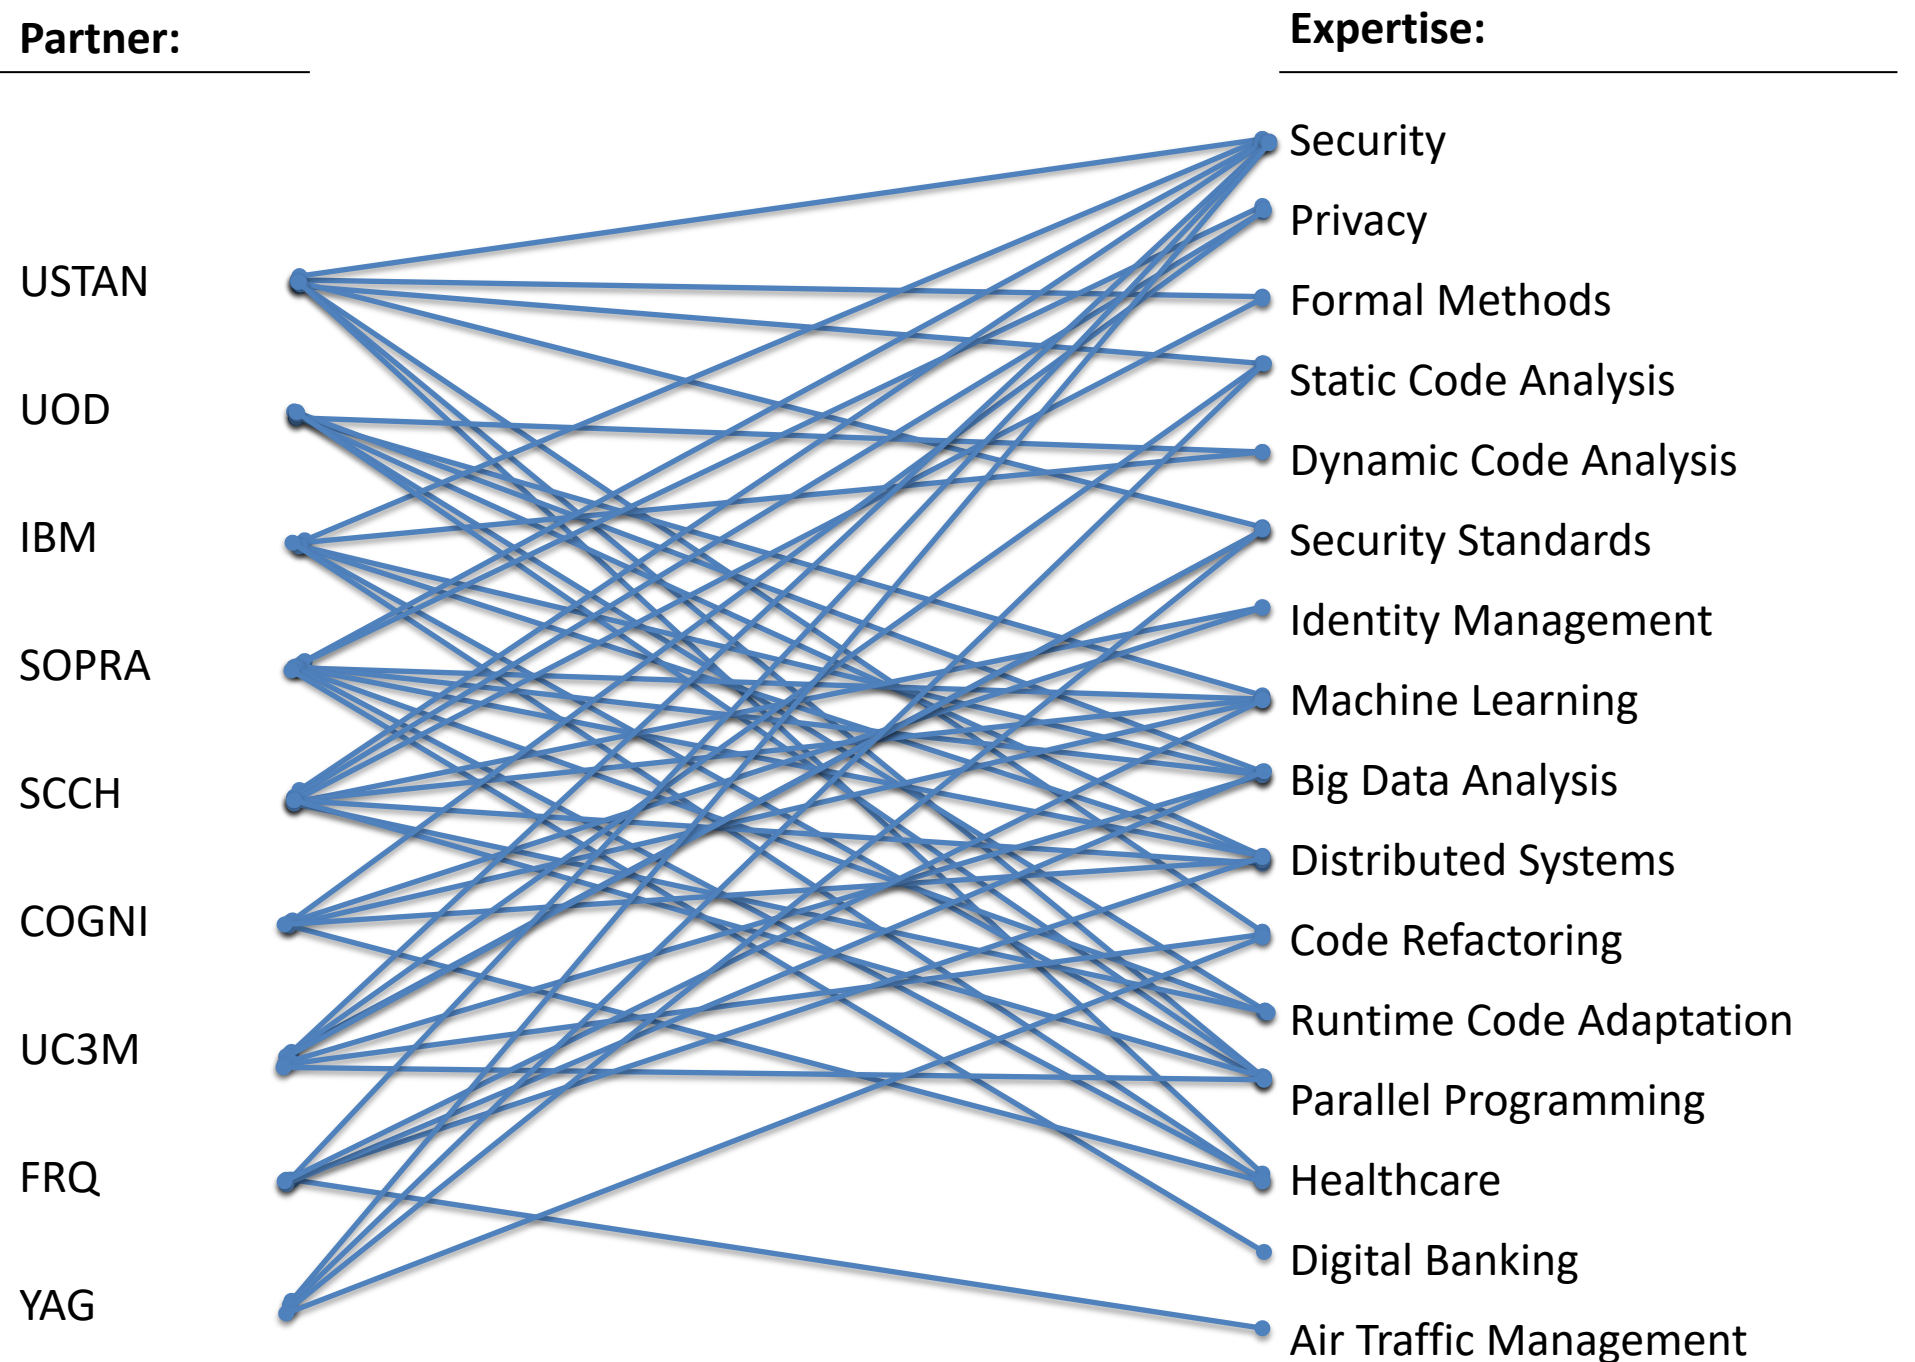 Partner:
USTAN
UOD
IBM
SOPRA
SCCH
COGNI
UC3M
FRQ
YAG
Expertise:
Security
Privacy
Formal Methods
Static Code Analysis
Dynamic Code Analysis
Security Standards
Identity Management
Machine Learning
Big Data Analysis
Distributed Systems
Code Refactoring
Runtime Code Adaptation
Parallel Programming
Healthcare
Digital Banking
Air Traffic Management